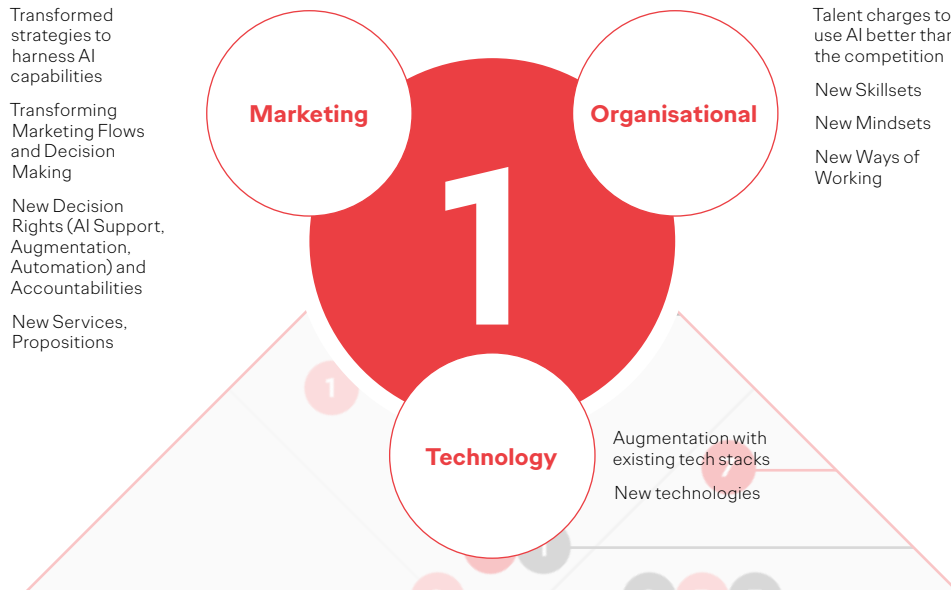 Transformed
strategies to
harness AI
capabilities
Transforming
Marketing Flows
and Decision
Making
New Decision
Rights (AI Support,
Augmentation,
Automation) and
Accountabilities
New Services,
Propositions
Marketing
1
Organisational
Talent charges to
use AI better than
the competition
New Skillsets
New Mindsets
New Ways of
Working
1
Technology
Augmentation with
existing tech stacks
New technologies